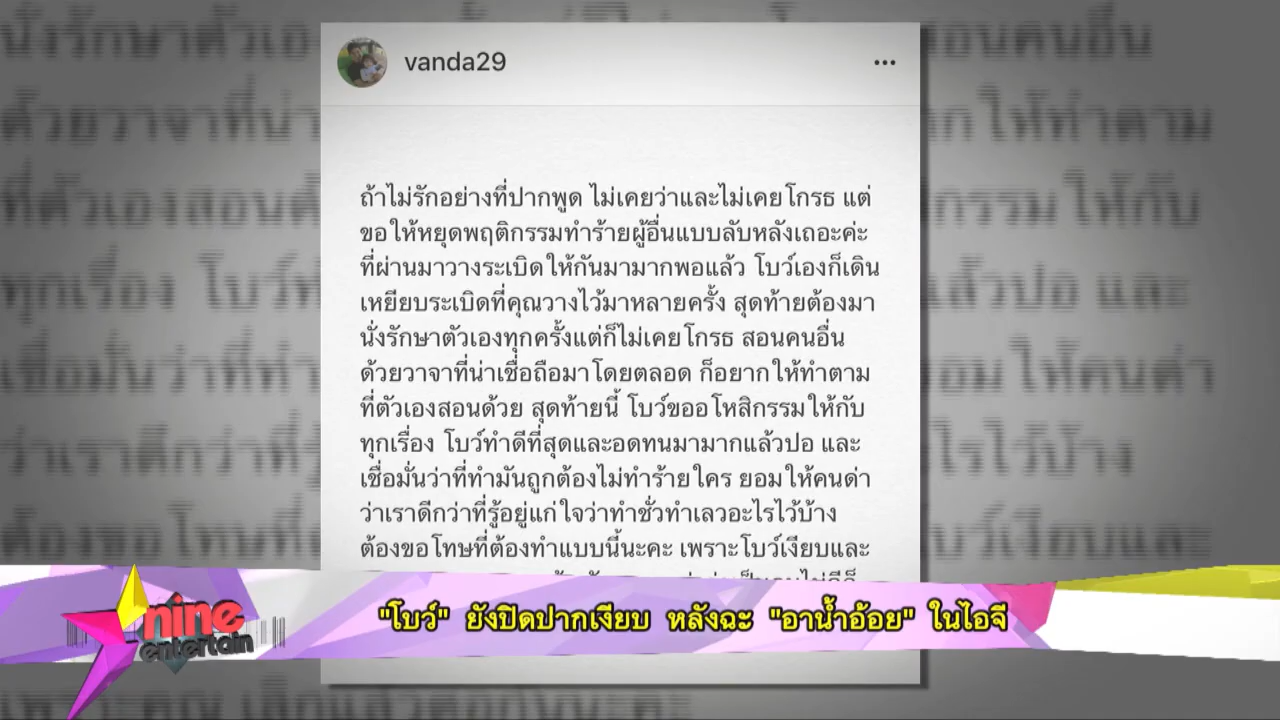 vanda29
ถ้าไม่รักอย่างที่ปากพูด ไม่เคยว่าและไม่เคยโกรธ แต่
ขอให้หยุดพฤติกรรมทำร้ายผู้อื่นแบบลับหลังเถอะค่ะ
ที่ผ่านมาวางระเบิดให้กันมามากพอแล้ว โบว์เองก็เดิน
เหยียบระเบิดที่คุณวางไว้มาหลายครั้ง สุดท้ายต้องมา
นั่งรักษาตัวเองทุกครั้งแต่ก็ไม่เคยโกรธ สอนคนอื่น
ด้วยวาจาที่น่าเชื่อถือมาโดยตลอด ก็อยากให้ทำตาม
ที่ตัวเองสอนด้วย สุดท้ายนี้ โบว์ขออโหสิกรรมให้กับ
ทุกเรื่อง โบว์ทำดีที่สุดและอดทนมามากแล้วปอ และ
เชื่อมั่นว่าที่ทำมันถูกต้องไม่ทำร้ายใคร ยอมให้คนด่า
ว่าเราดีกว่าที่รู้อยู่แก่ใจว่าทำชั่วทำเลวอะไรไว้บ้าง
ต้องขอโทษที่ต้องทำแบบนี้นะคะ เพราะโบว์เงียบและ
nine
entertain
"โบว์" ยังปิดปากเงียบ หลังฉะ "อาน้ำอ้อย" ในไอจี